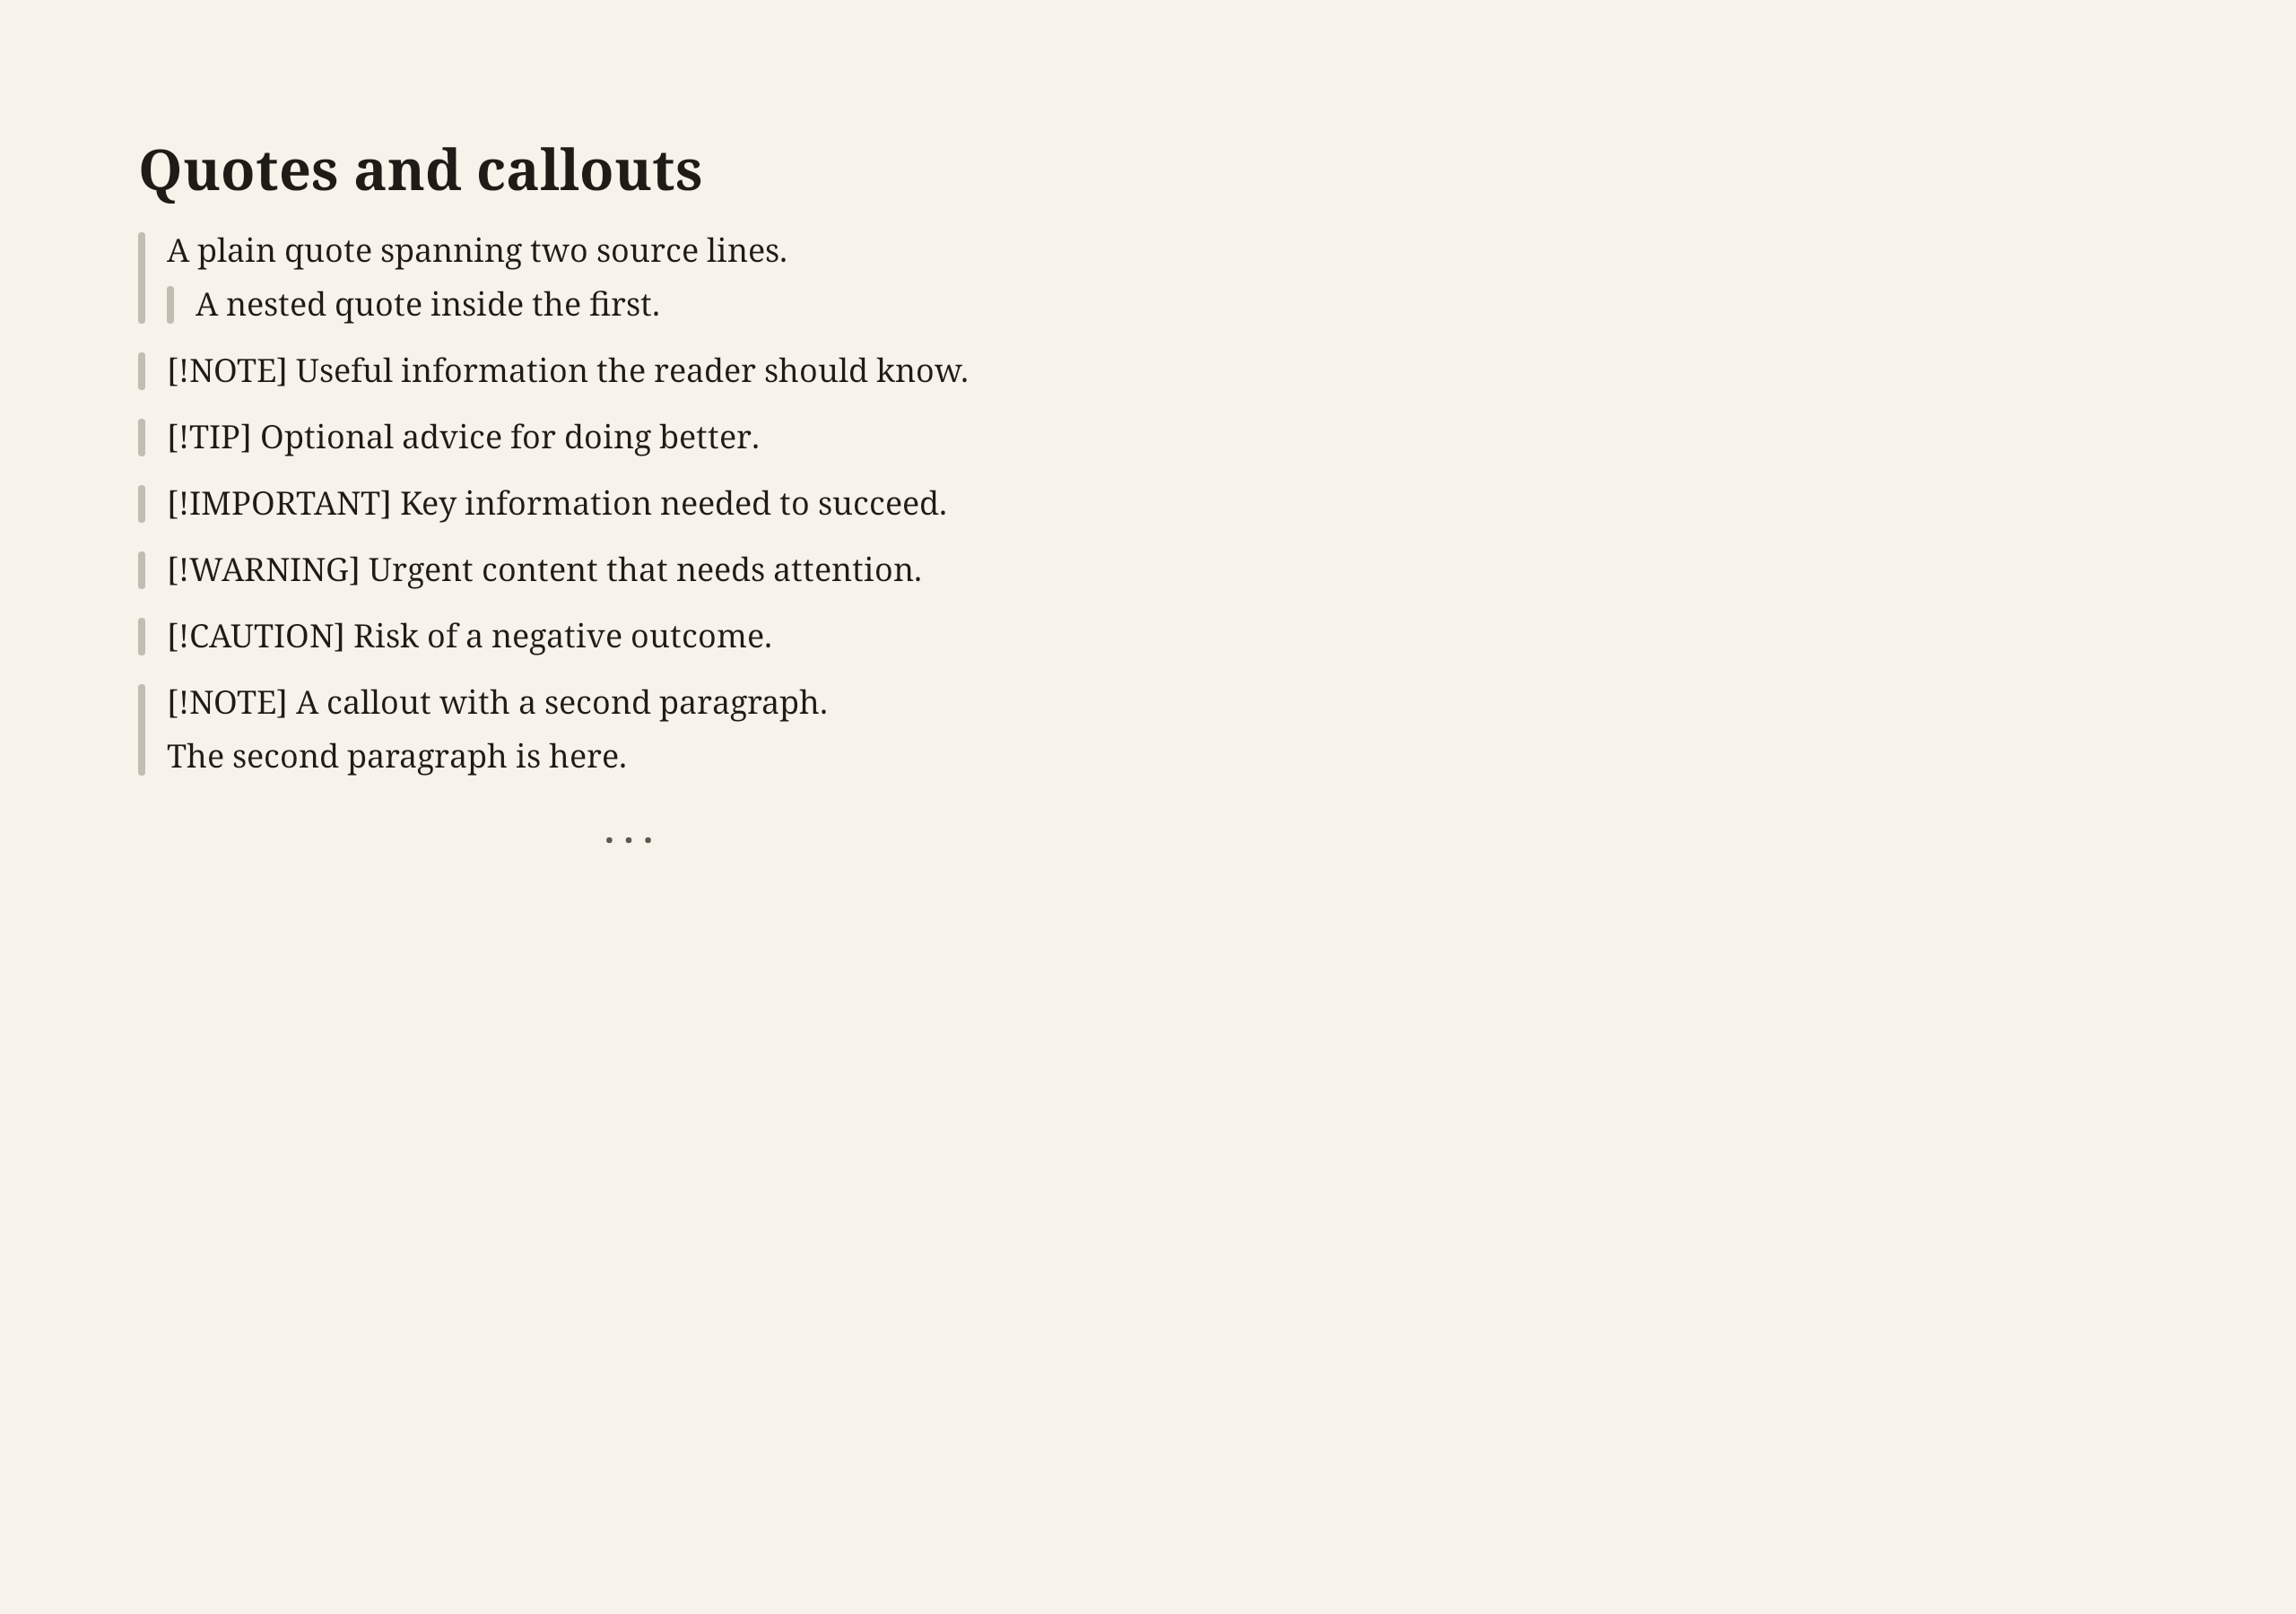 Quotes and callouts
A plain quote spanning two source lines.
A nested quote inside the first.
[!NOTE] Useful information the reader should know.
[!TIP] Optional advice for doing better.
[!IMPORTANT] Key information needed to succeed.
[!WARNING] Urgent content that needs attention.
[!CAUTION] Risk of a negative outcome.
[!NOTE] A callout with a second paragraph.
The second paragraph is here.
...